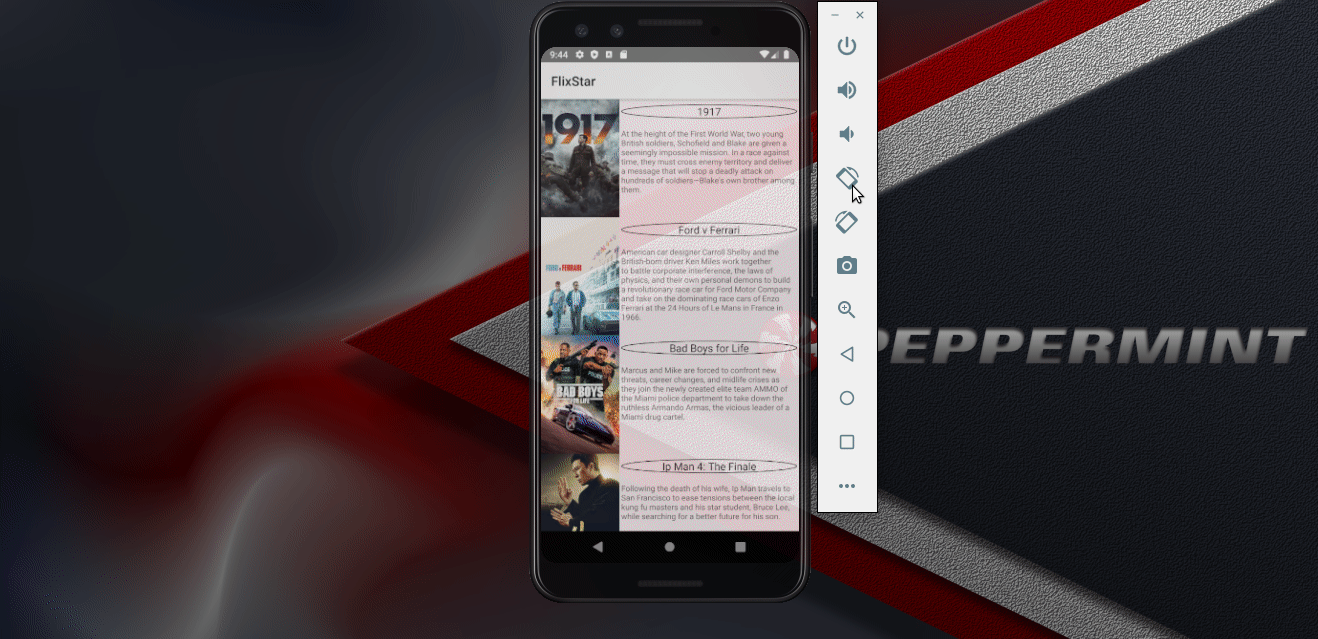 9:44
FlixStar
1917
1917
At the height of the First World War, two young
British soldiers, Schofield and Blake are given a
seemingly impossible mission. In a race against
time, they must cross enemy territory and deliver
a message that will stop a deadly attack on
hundreds of soldiers—Blake's own brother among
them.
FORD v FERRARI
Ford v Ferrari
American car designer Carroll Shelby and the
British-born driver Ken Miles work together
to battle corporate interference, the laws of
physics, and their own personal demons to build
a revolutionary race car for Ford Motor Company
and take on the dominating race cars of Enzo
Ferrari at the 24 Hours of Le Mans in France in
1966.
POLICE
BAD BOYS
FOR LIFE
Bad Boys for Life
Marcus and Mike are forced to confront new
threats, career changes, and midlife crises as
they join the newly created elite team AMMO of
the Miami police department to take down the
ruthless Armando Armas, the vicious leader of a
Miami drug cartel.
Ip Man 4: The Finale
Following the death of his wife, Ip Man travels to
San Francisco to ease tensions between the local
kung fu masters and his star student, Bruce Lee,
while searching for a better future for his son.
PEPPERMINT